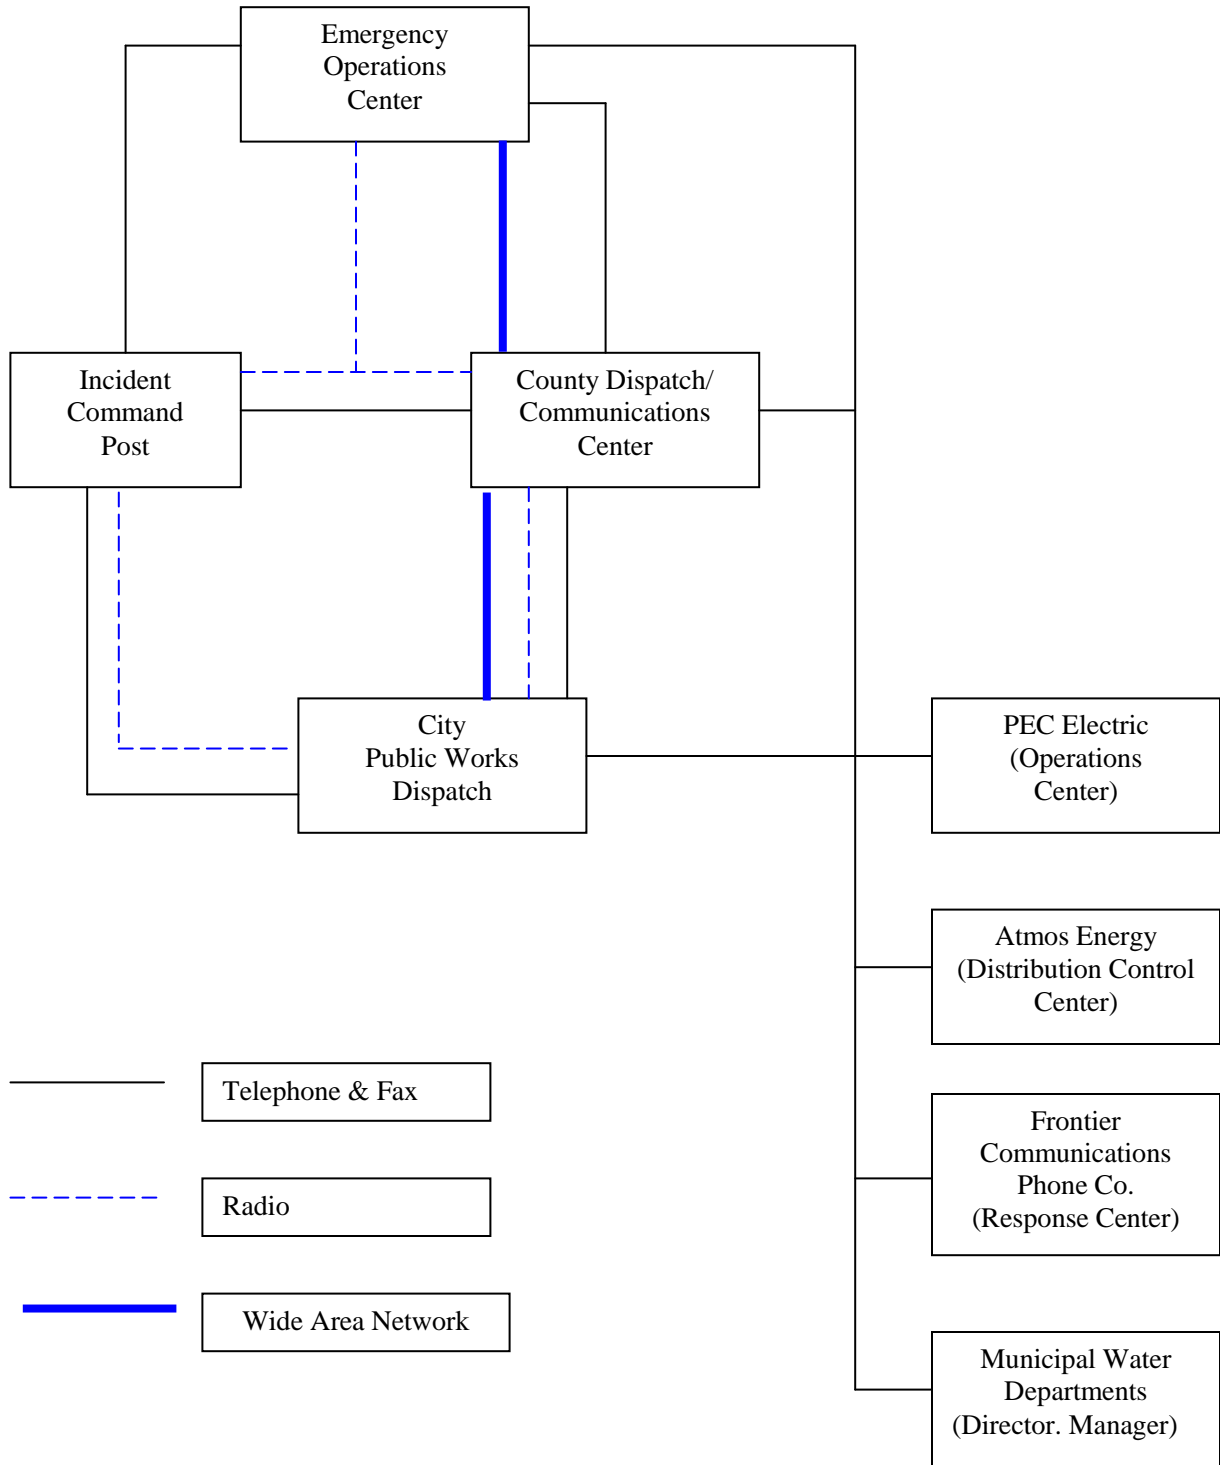 Emergency
Operations
Center
Incident
Command
Post
County Dispatch/
Communications
Center
City
Public Works
Dispatch
PEC Electric
(Operations
Center)
Atmos Energy
(Distribution Control
Center)
Frontier
Communications
Phone Co.
(Response Center)
Municipal Water
Departments
(Director. Manager)
Telephone & Fax
Radio
Wide Area Network